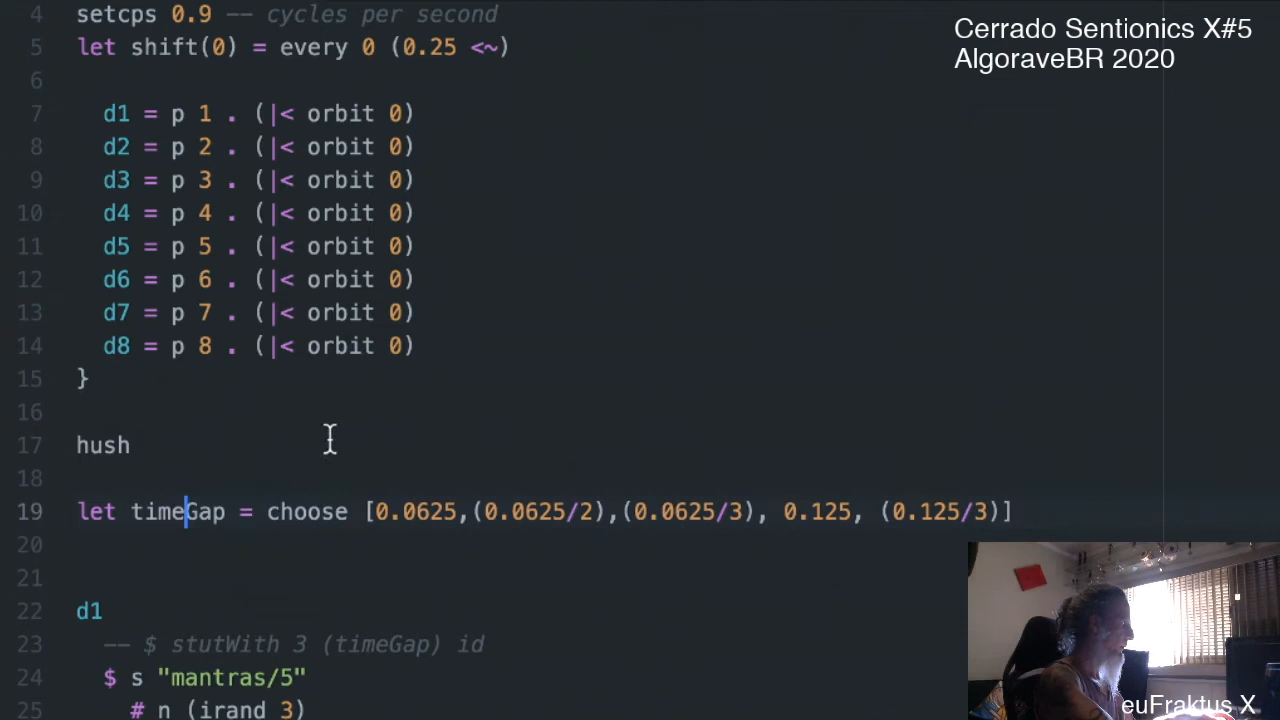 4 setcps 0.9 -- cycles per second
5 let shift(0) = every 0 (0.25 <~)
6
7 d1 = p 1 . (|< orbit 0)
8 d2 = p 2 . (|< orbit 0)
9 d3 = p 3 . (|< orbit 0)
10 d4 = p 4 . (|< orbit 0)
11 d5 = p 5 . (|< orbit 0)
12 d6 = p 6 . (|< orbit 0)
13 d7 = p 7 . (|< orbit 0)
14 d8 = p 8 . (|< orbit 0)
15 }
16
17 hush
18
19 let timeGap = choose [0.0625,(0.0625/2),(0.0625/3), 0.125, (0.125/3)]
20
21
22 d1
23 -- $ stutWith 3 (timeGap) id
24 $ s "mantras/5"
25 # n (irand 3)
Cerrado Sentionics X#5
AlgoraveBR 2020
euFraktus X